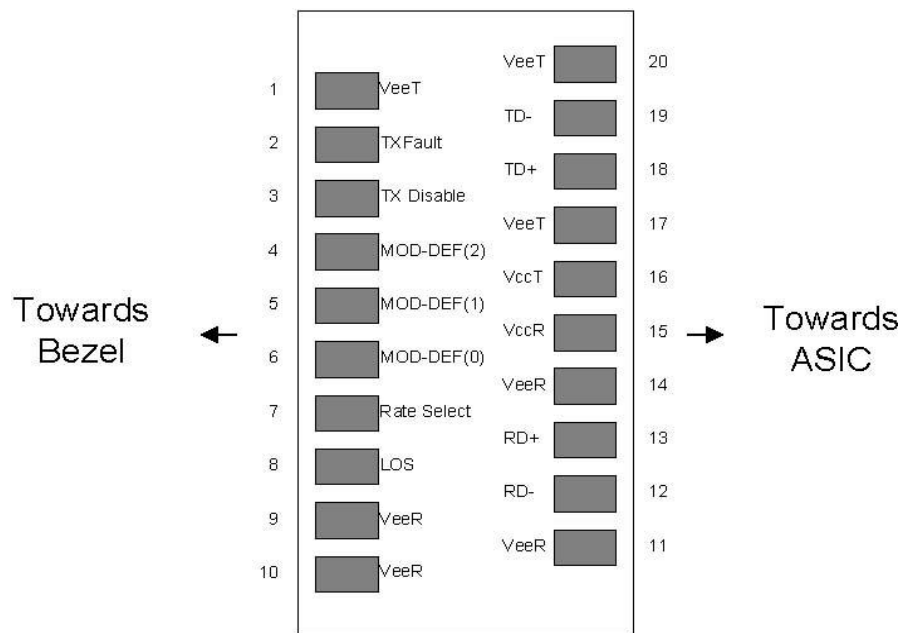 Towards
Bezel
1 VeeT
2 TXFault
3 TX Disable
4 MOD-DEF(2)
5 MOD-DEF(1)
6 MOD-DEF(0)
7 Rate Select
8 LOS
9 VeeR
10 VeeR
VeeT 20
TD- 19
TD+ 18
VeeT 17
VccT 16
VccR 15
VeeR 14
RD+ 13
RD- 12
VeeR 11
Towards
ASIC